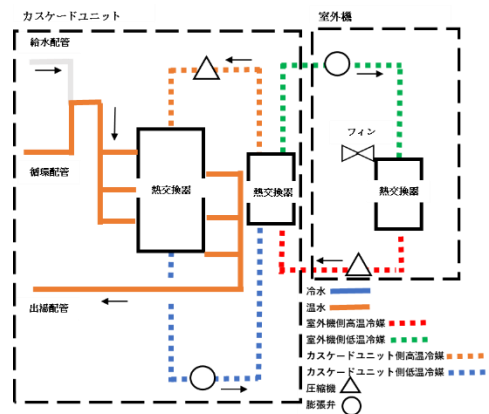 カスケードユニット
室外機
給水配管
フィン
熱交換器
熱交換器
熱交換器
循環配管
出湯配管
冷水
温水
室外機側高温冷媒
室外機側低温冷媒
カスケードユニット側高温冷媒
カスケードユニット側低温冷媒
圧縮機
膨張弁